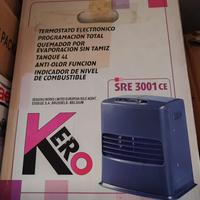 TERMOSTATO ELECTRONICO
PROGRAMACION TOTAL
QUEMADOR POR
EVAPORACION SIN TAMIZ
TANQUE 4L
ANTI-OLOR FUNCION
INDICADOR DE NIVEL
DE COMBUSTIBLE
SRE 3001 CE
KERO